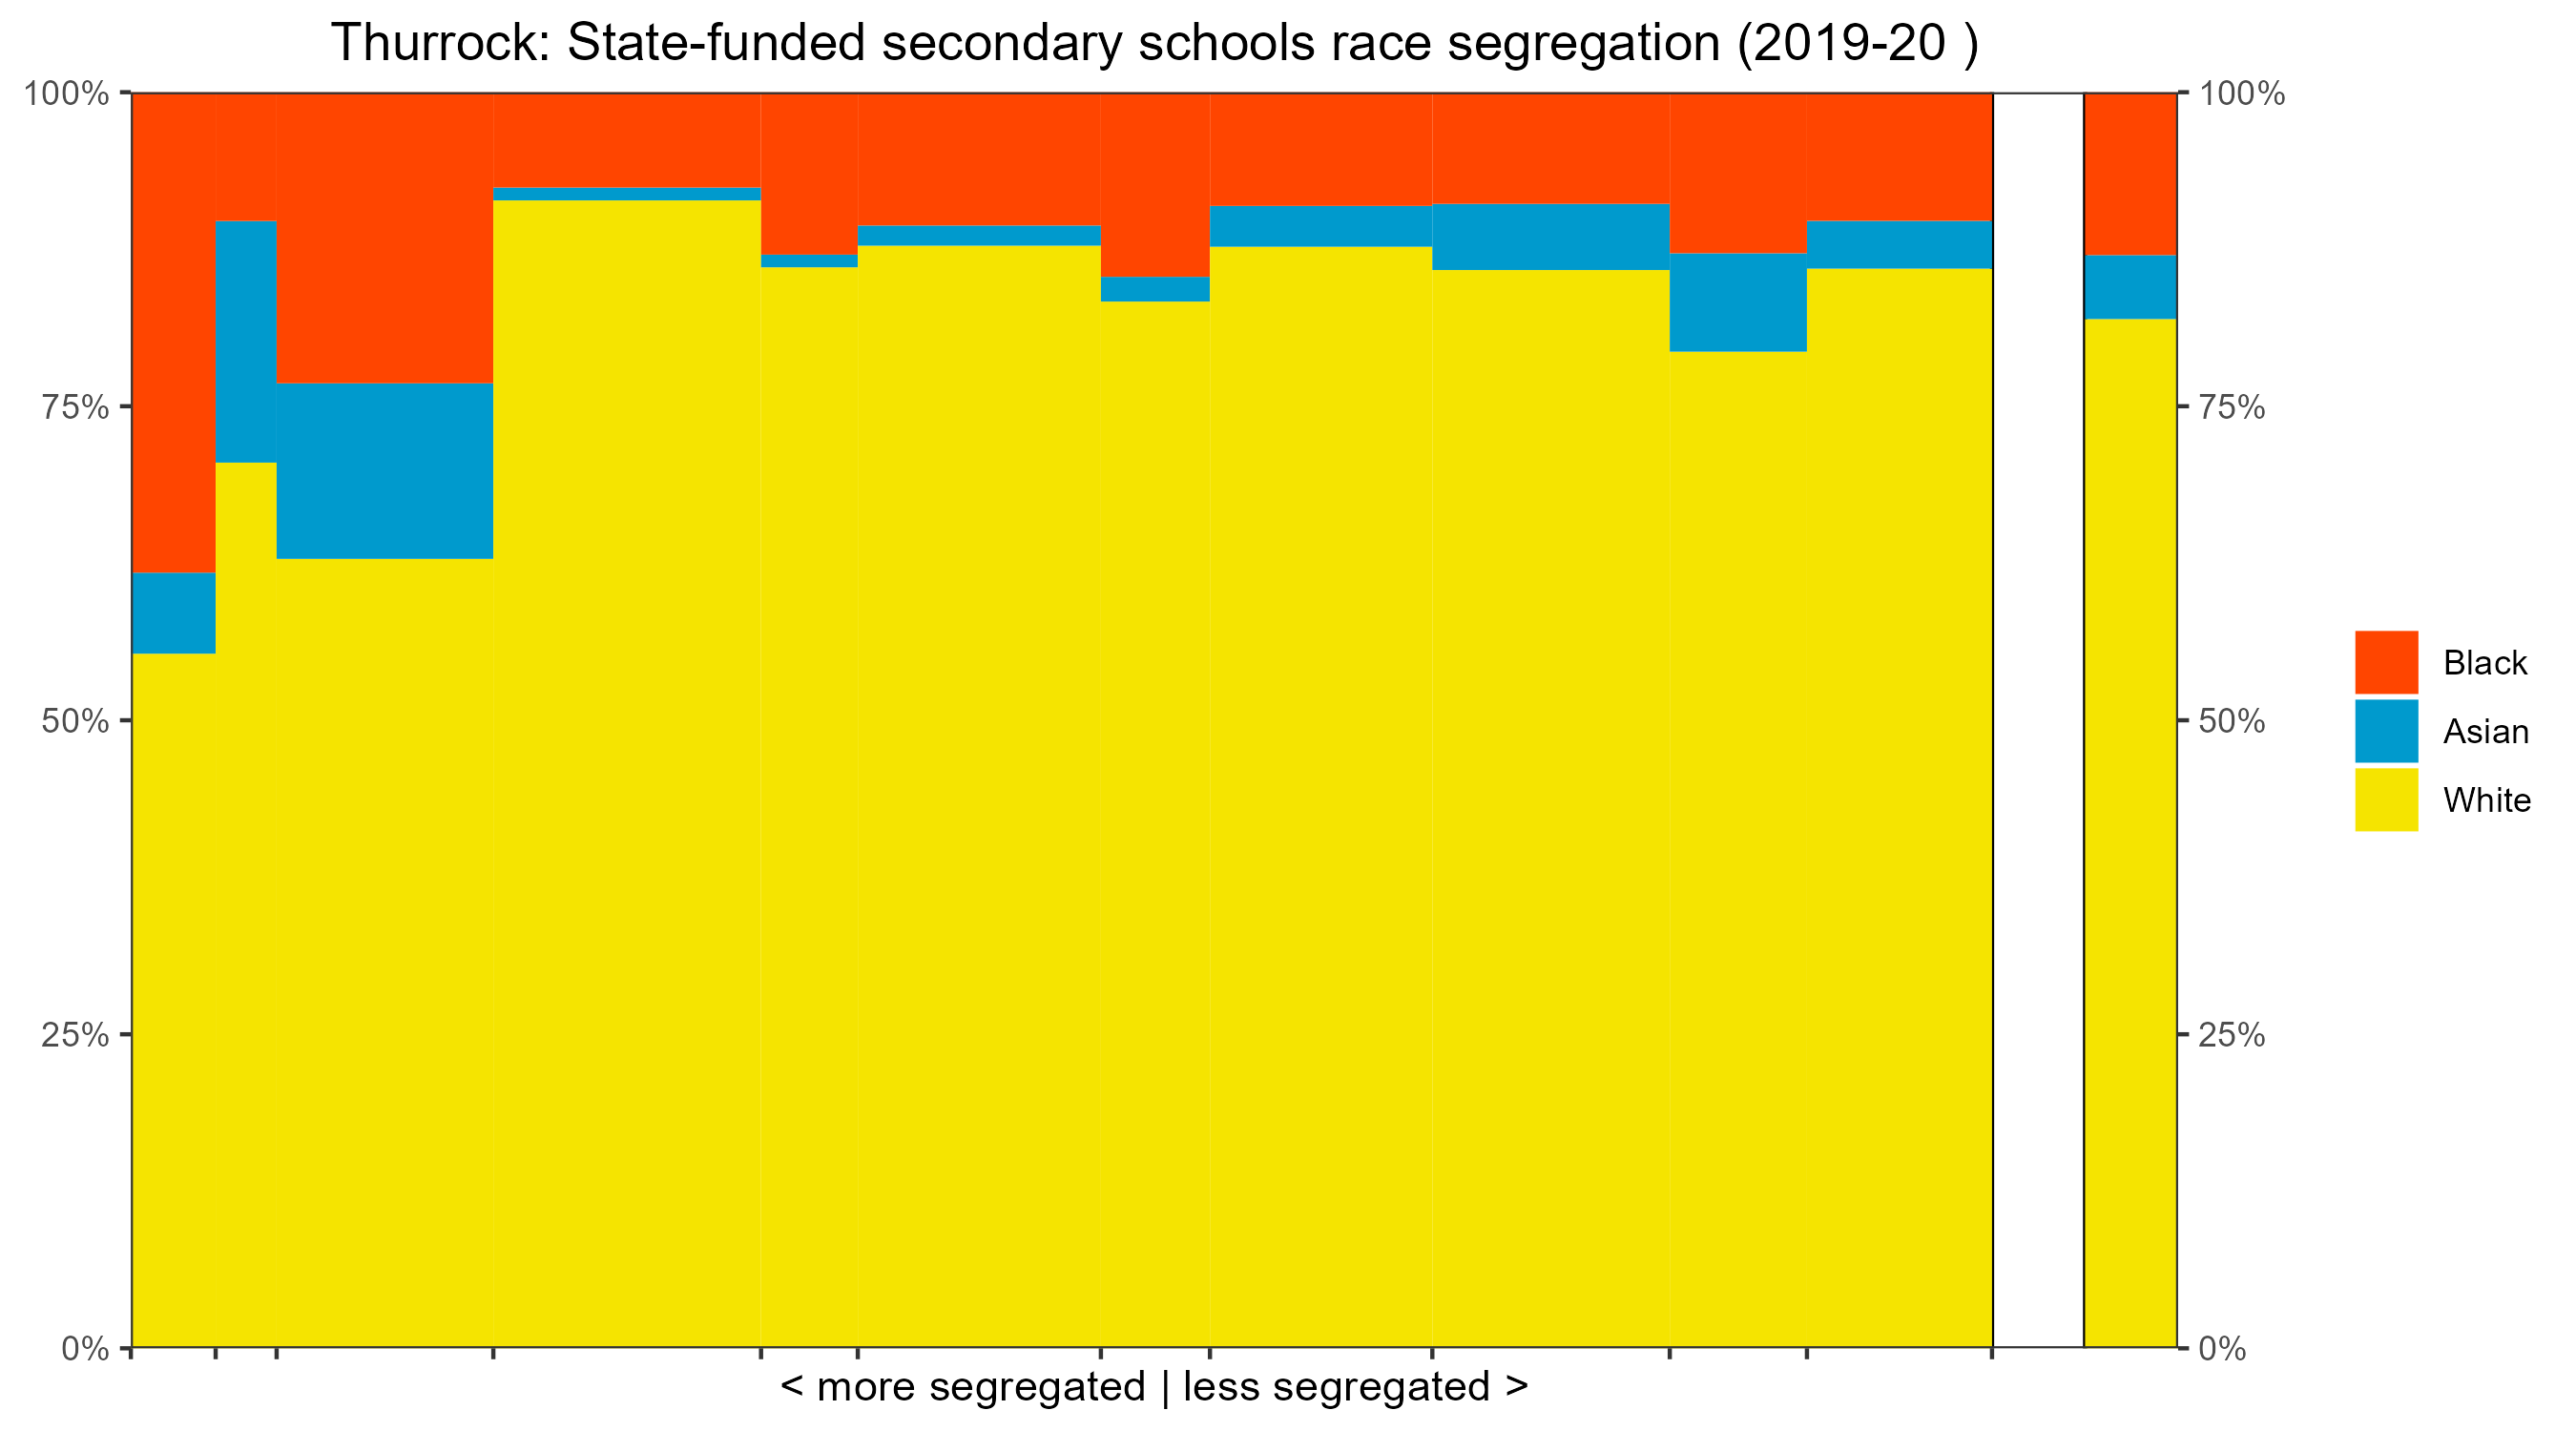 Thurrock: State-funded secondary schools race segregation (2019-20 )
100%
75%
50%
25%
0%
100%
75%
50%
25%
0%
Black
Asian
White
< more segregated | less segregated >